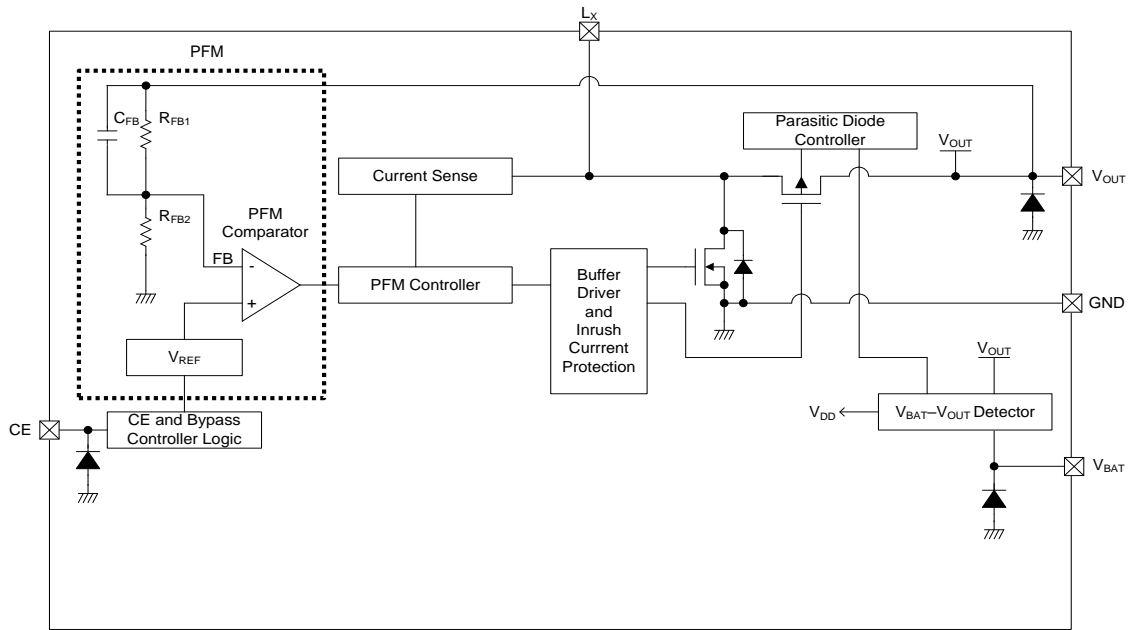 Lx
PFM
CFB
RFB1
Parasitic Diode
Controller
VOUT
Current Sense
VOUT
RFB2
PFM
Comparator
FB
-
+
PFM Controller
Buffer
Driver
and
Inrush
Currrent
Protection
GND
VREF
VOUT
CE
CE and Bypass
Controller Logic
VDD
VBAT–VOUT Detector
VBAT